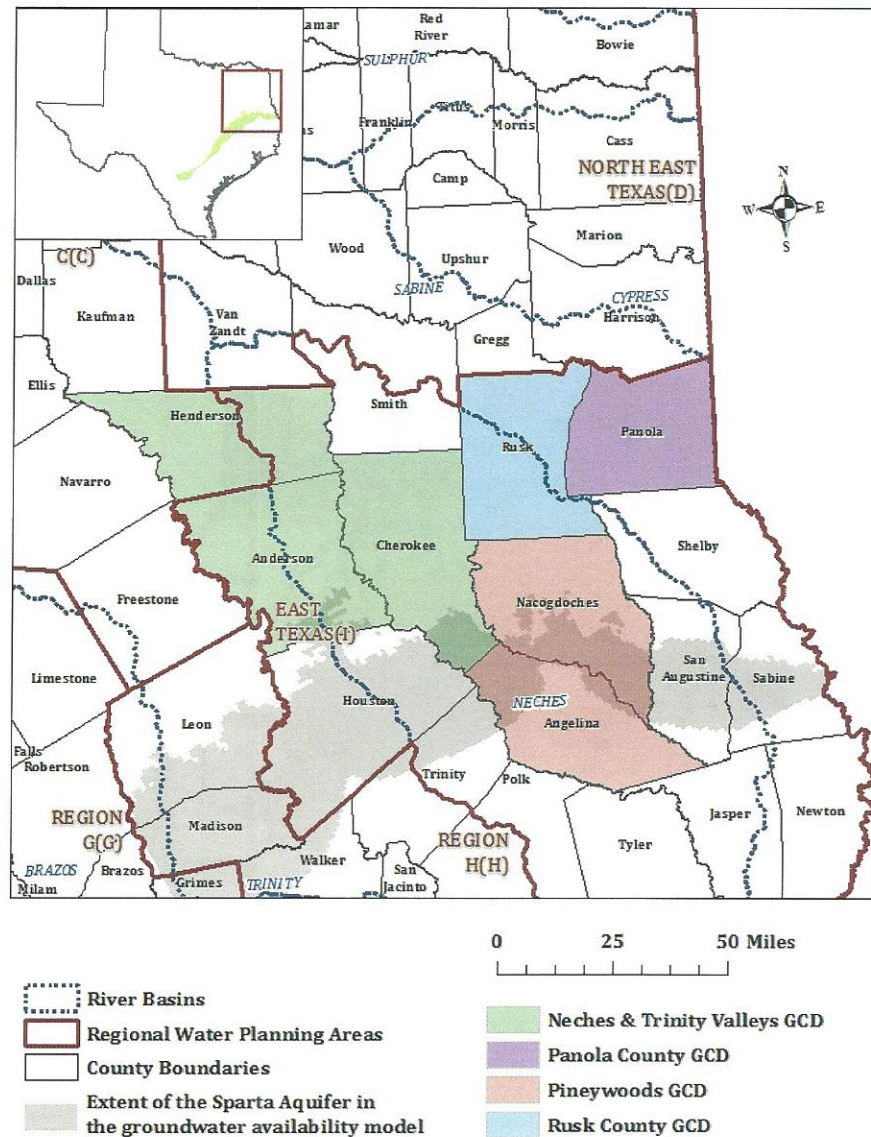 amar
Red
River
Bowie
SULPHUR
Titus
Franklin
Morris
as
Cass
NORTH EAST
TEXAS(D)
Camp
N
W
E
S
Marion
Wood
Upshur
C(C)
Dallas
SABINE
CYPRESS
Kaufman
Van
Zandt
Harrison
Gregg
Ellis
Smith
Henderson
Panola
Rusk
Navarro
Shelby
Anderson
Cherokee
Freestone
Nacogdoches
EAST
TEXAS(I)
Limestone
San
Augustine
Sabine
Houston
NECHES
Leon
Angelina
Falls
Robertson
Trinity
Polk
REGION
G(G)
Madison
Jasper
Newton
REGION
H(H)
Tyler
Walker
BRAZOS
Brazos
San
Jacinto
Milam
Grimes
TRINITY
0 25 50 Miles
River Basins
Regional Water Planning Areas
County Boundaries
Extent of the Sparta Aquifer in
the groundwater availability model
Neches & Trinity Valleys GCD
Panola County GCD
Pineywoods GCD
Rusk County GCD